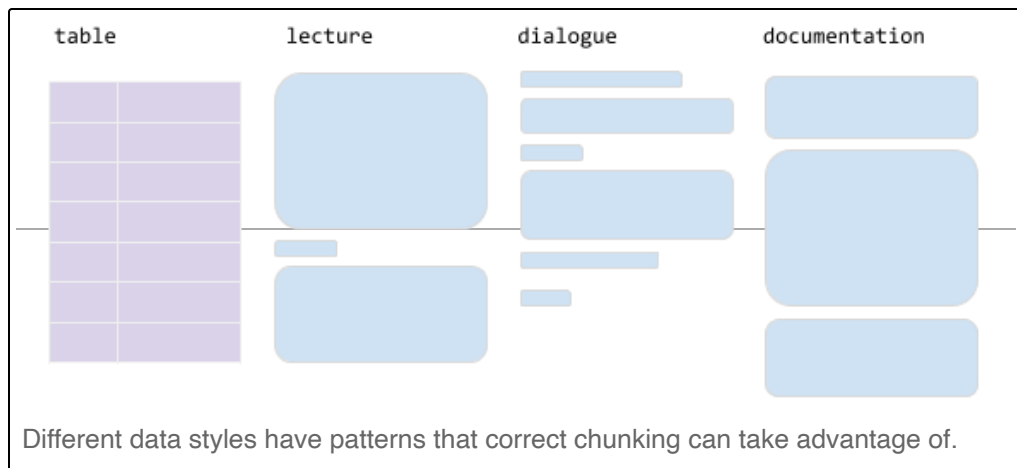 table lecture dialogue documentation
Different data styles have patterns that correct chunking can take advantage of.